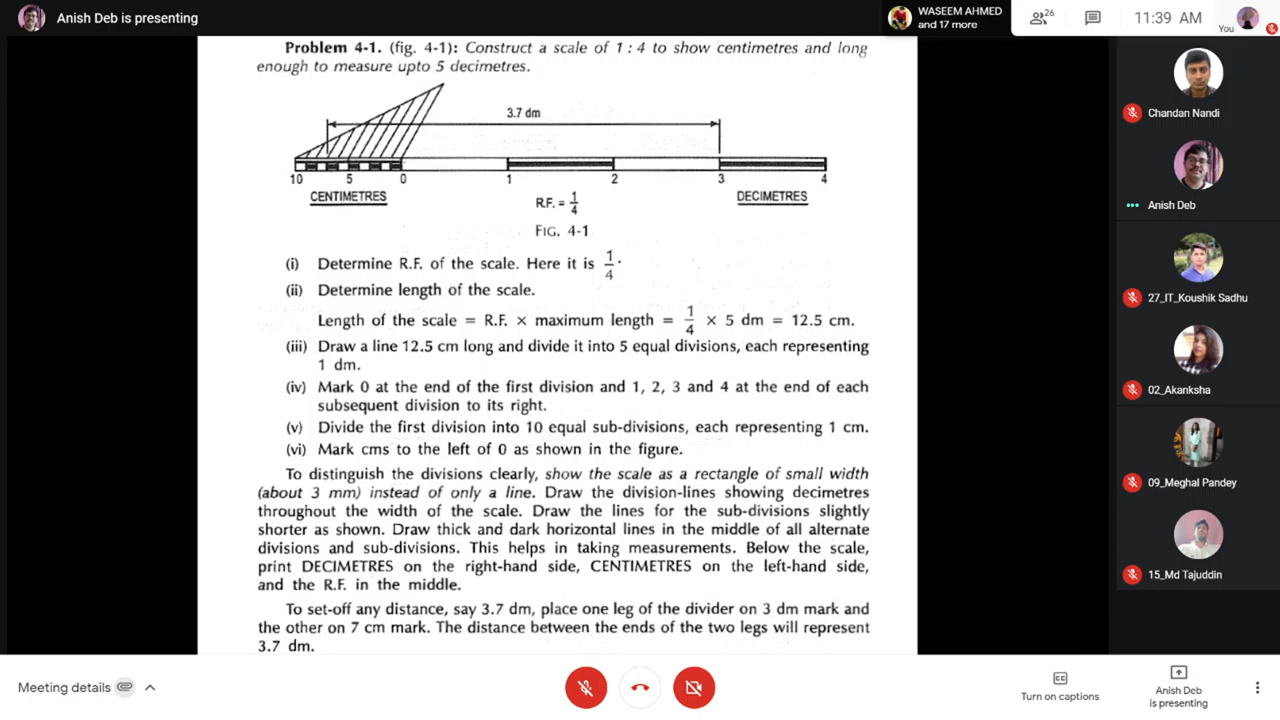 Anish Deb is presenting
WASEEM AHMED
and 17 more
26
11:39 AM
You
Problem 4-1. (fig. 4-1): Construct a scale of 1 : 4 to show centimetres and long
enough to measure upto 5 decimetres.
3.7 dm
10 5 0 1 2 3 4
CENTIMETRES
DECIMETRES
R.F. = 1/4
FIG. 4-1
(i) Determine R.F. of the scale. Here it is 1/4.
(ii) Determine length of the scale.
Length of the scale = R.F. × maximum length = 1/4 × 5 dm = 12.5 cm.
(iii) Draw a line 12.5 cm long and divide it into 5 equal divisions, each representing
1 dm.
(iv) Mark 0 at the end of the first division and 1, 2, 3 and 4 at the end of each
subsequent division to its right.
(v) Divide the first division into 10 equal sub-divisions, each representing 1 cm.
(vi) Mark cms to the left of 0 as shown in the figure.
To distinguish the divisions clearly, show the scale as a rectangle of small width
(about 3 mm) instead of only a line. Draw the division-lines showing decimetres
throughout the width of the scale. Draw the lines for the sub-divisions slightly
shorter as shown. Draw thick and dark horizontal lines in the middle of all alternate
divisions and sub-divisions. This helps in taking measurements. Below the scale,
print DECIMETRES on the right-hand side, CENTIMETRES on the left-hand side,
and the R.F. in the middle.
To set-off any distance, say 3.7 dm, place one leg of the divider on 3 dm mark and
the other on 7 cm mark. The distance between the ends of the two legs will represent
3.7 dm.
Chandan Nandi
Anish Deb
27_IT_Koushik Sadhu
02_Akanksha
09_Meghal Pandey
15_Md Tajuddin
Meeting details
Turn on captions
Anish Deb
is presenting